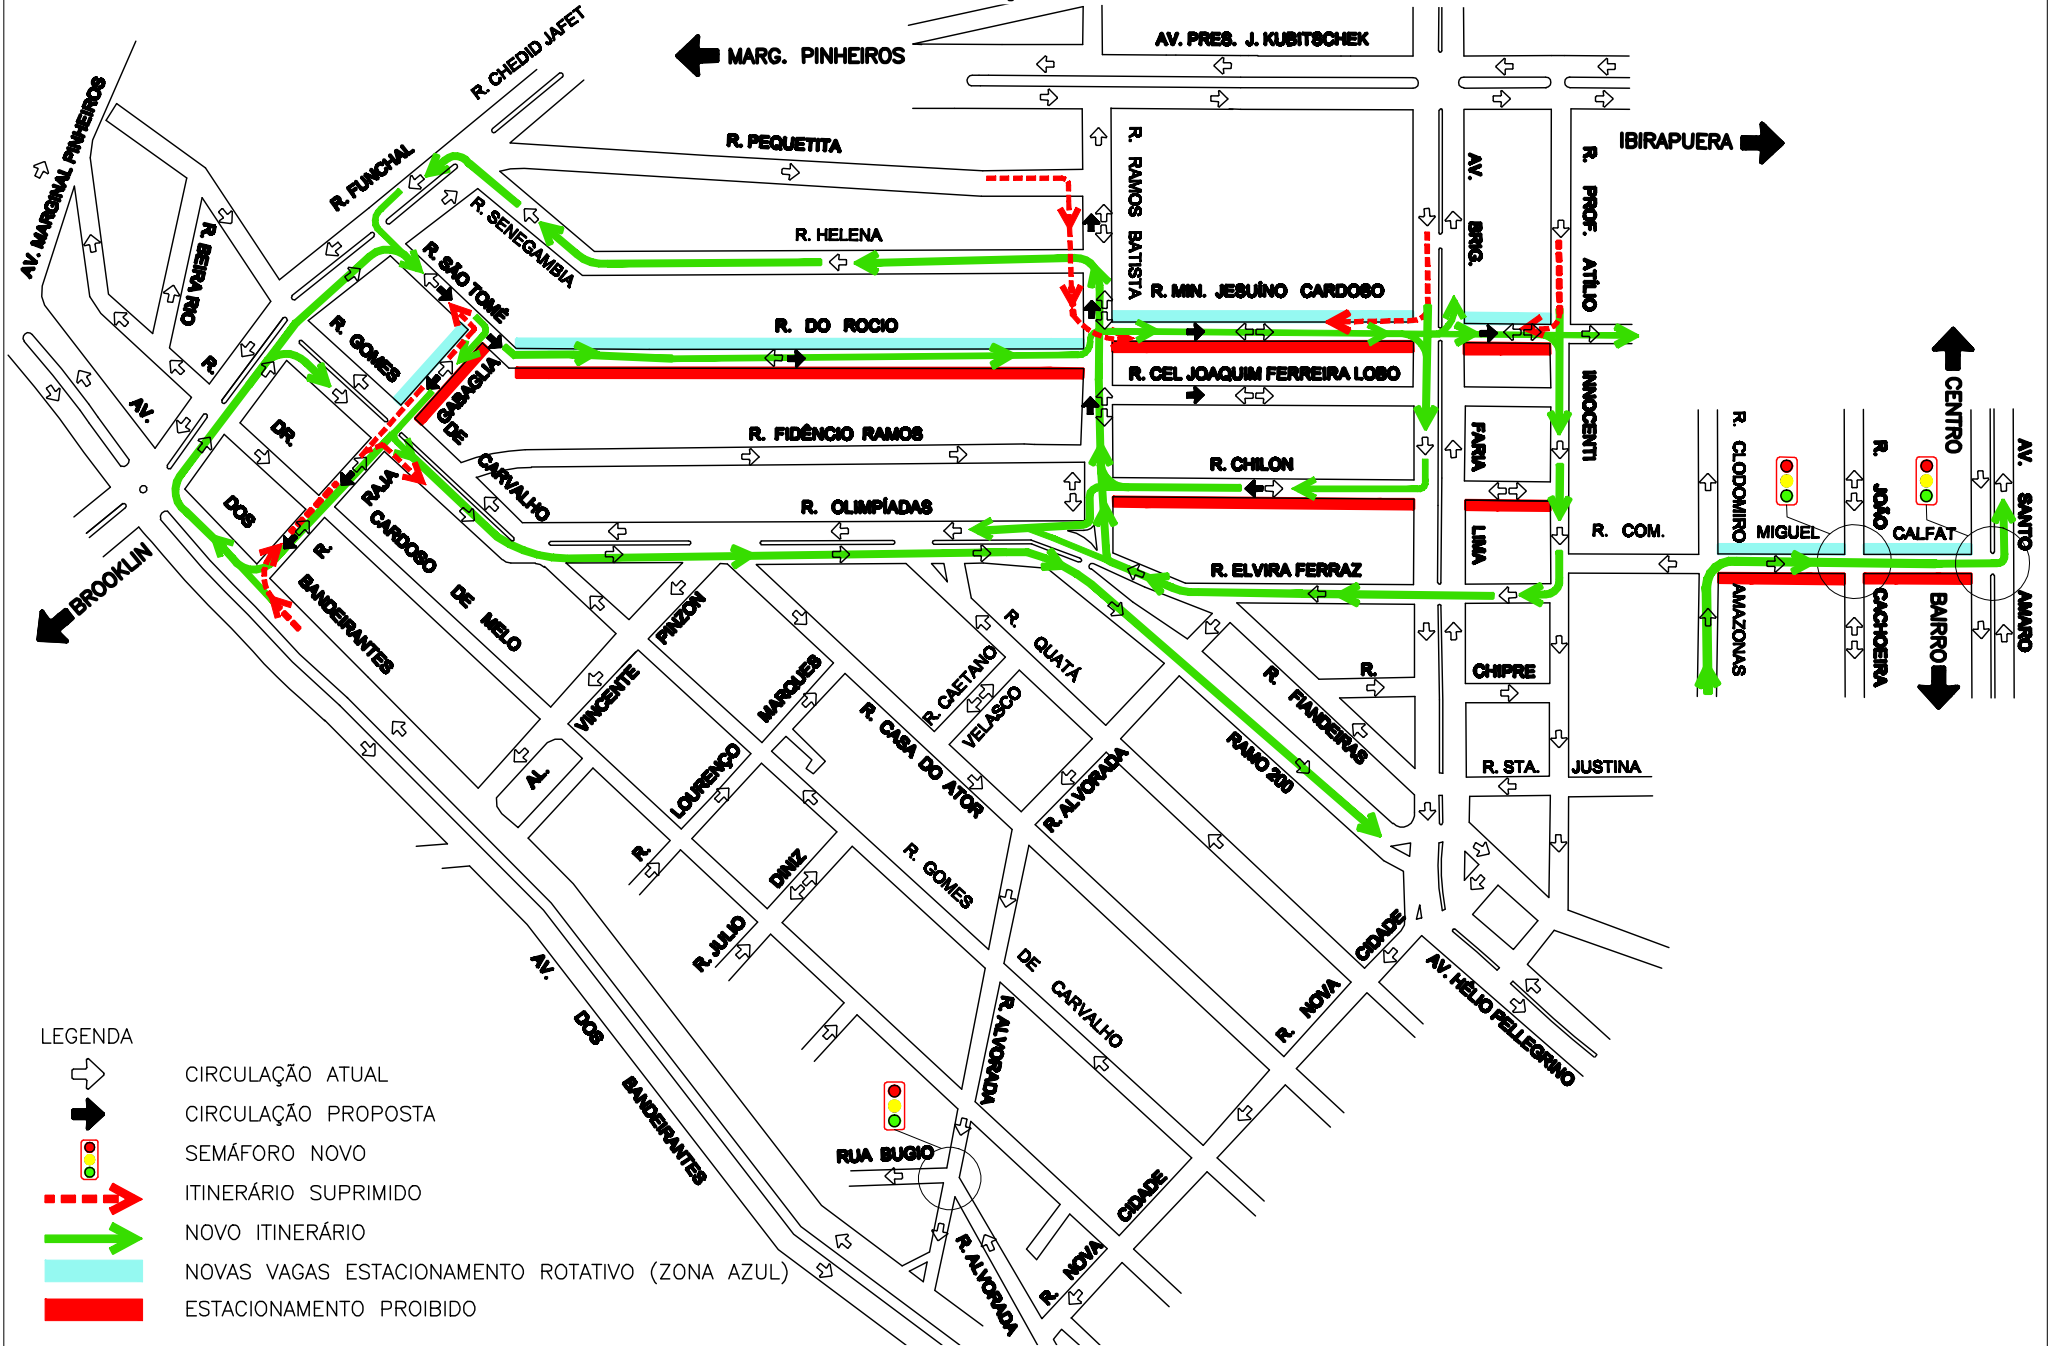 R. CHEDID JAFET
MARG. PINHEIROS
AV. PRES. J. KUBITSCHEK
IBIRAPUERA
AV. MARGINAL PINHEIROS
R. FUNCHAL
R. PEQUETITA
R. RAMOS BATISTA
AV. BRIG. FARIA LIMA
R. PROF. ATÍLIO INNOCENTI
R. BEIRA RIO
R. SENEGAMBIA
R. HELENA
R. SÃO TOMÉ
R. MIN. JESUÍNO CARDOSO
R. DO ROCIO
R. GOMES DE CARVALHO
R. CEL JOAQUIM FERREIRA LOBO
R. RAJA GABAGLIA
R. FIDÊNCIO RAMOS
R. CHILON
R. OLIMPÍADAS
R. DR. CARDOSO DE MELO
AV. DOS BANDEIRANTES
R.
BROOKLIN
R. ELVIRA FERRAZ
R. COM. MIGUEL CALFAT
R. CLODOMIRO AMAZONAS
R. JOÃO CACHOEIRA
CENTRO
BAIRRO
AV. SANTO AMARO
AL. VINCENTE PINZON
R. LOURENÇO MARQUES
R. QUATÁ
R. CAETANO VELASCO
R. CASA DO ATOR
R. ALVORADA
R. FIANDEIRAS
RAMO 200
R. CHIPRE
R. STA. JUSTINA
R. JULIO DINIZ
R. GOMES DE CARVALHO
R. NOVA CIDADE
AV. HÉLIO PELLEGRINO
R. ALVORADA
AV. DOS BANDEIRANTES
RUA BUGIO
R. NOVA CIDADE
R. ALVORADA
LEGENDA
CIRCULAÇÃO ATUAL
CIRCULAÇÃO PROPOSTA
SEMÁFORO NOVO
ITINERÁRIO SUPRIMIDO
NOVO ITINERÁRIO
NOVAS VAGAS ESTACIONAMENTO ROTATIVO (ZONA AZUL)
ESTACIONAMENTO PROIBIDO